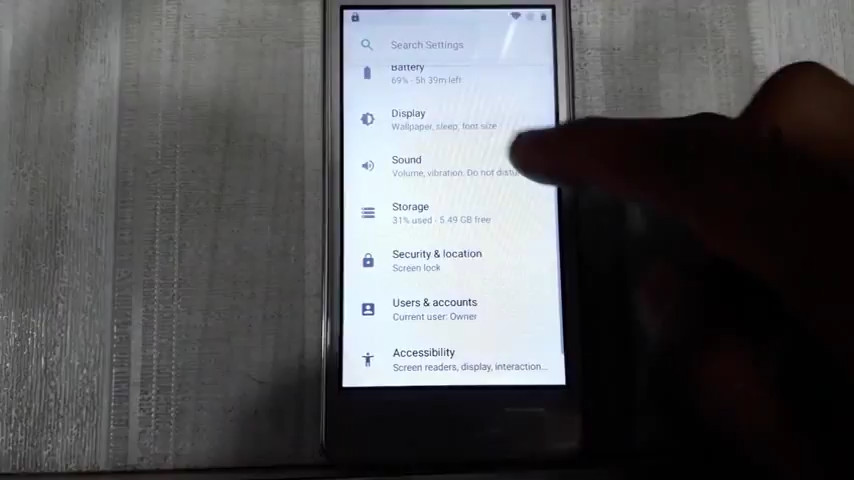 Search Settings
Battery
69% - 5h 39m left
Display
Wallpaper, sleep, font size
Sound
Volume, vibration, Do not
Storage
31% used - 5.49 GB free
Security & location
Screen lock
Users & accounts
Current user: Owner
Accessibility
Screen readers, display, interaction...